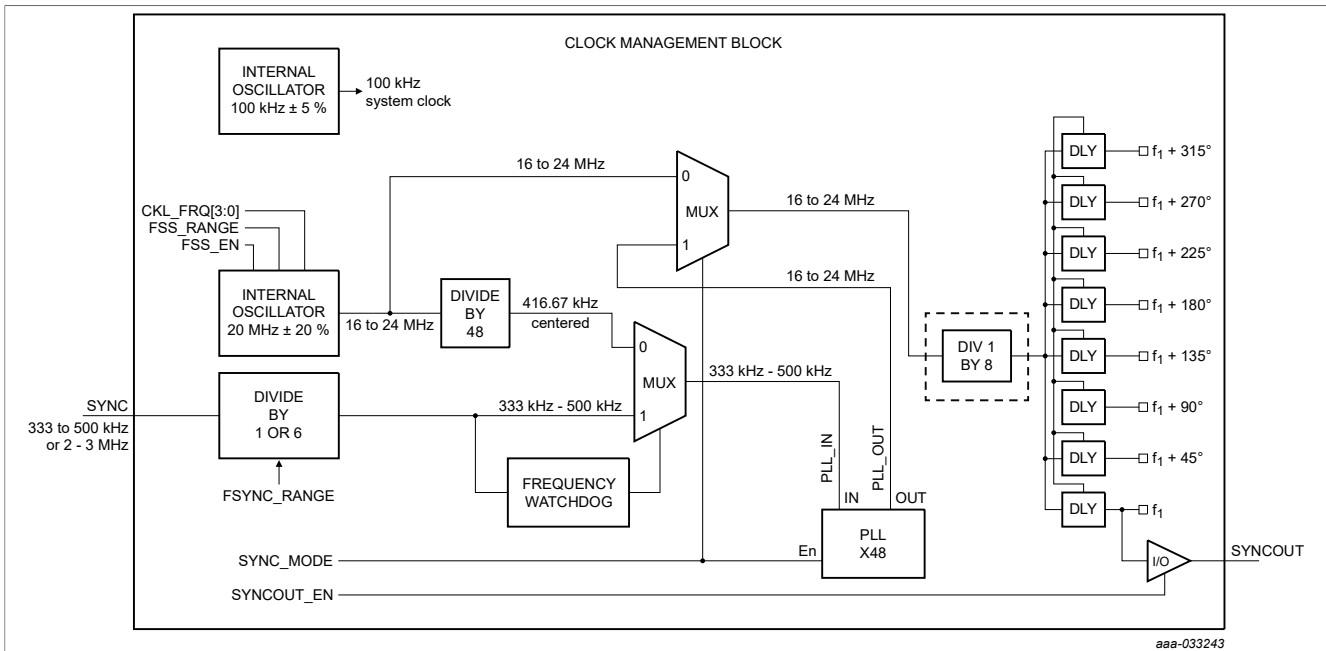 CLOCK MANAGEMENT BLOCK
INTERNAL
OSCILLATOR
100 kHz ± 5 %
100 kHz
system clock
CKL_FRQ[3:0]
FSS_RANGE
FSS_EN
INTERNAL
OSCILLATOR
20 MHz ± 20 %
16 to 24 MHz
DIVIDE
BY
48
416.67 kHz
centered
16 to 24 MHz
0
MUX
1
16 to 24 MHz
16 to 24 MHz
0
MUX
1
333 kHz - 500 kHz
SYNC
333 to 500 kHz
or 2 - 3 MHz
DIVIDE
BY
1 OR 6
FSYNC_RANGE
333 kHz - 500 kHz
FREQUENCY
WATCHDOG
PLL_IN
PLL_OUT
IN
OUT
En
PLL
X48
SYNC_MODE
SYNCOUT_EN
DIV 1
BY 8
DLY
f1 + 315°
DLY
f1 + 270°
DLY
f1 + 225°
DLY
f1 + 180°
DLY
f1 + 135°
DLY
f1 + 90°
DLY
f1 + 45°
DLY
f1
I/O
SYNCOUT
aaa-033243